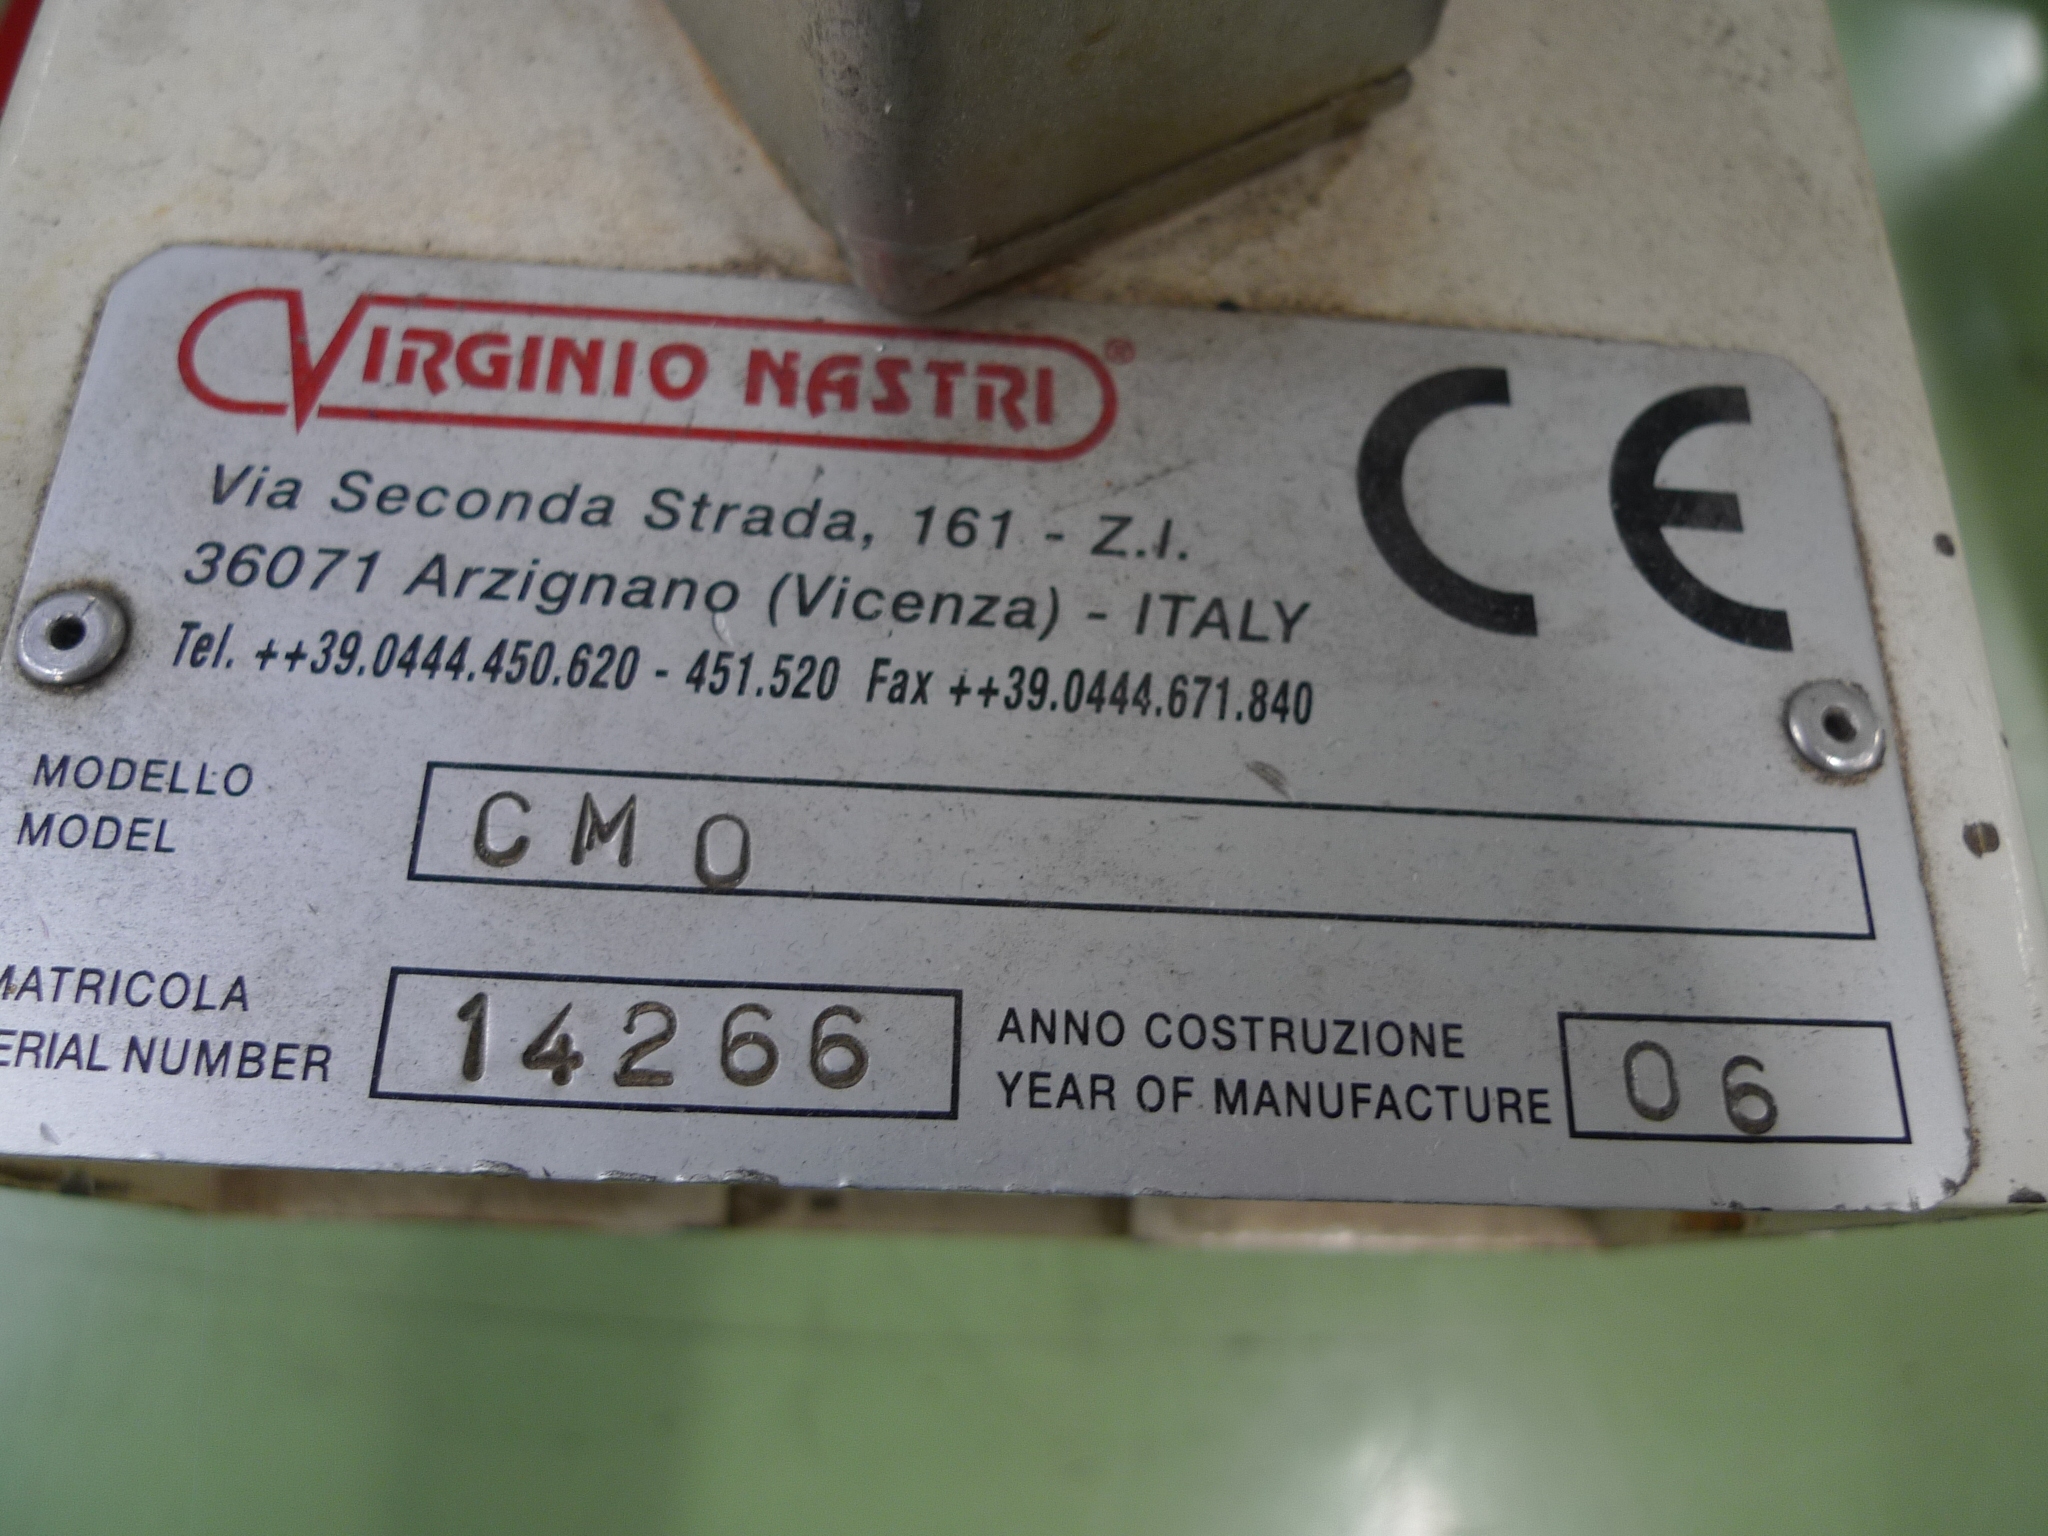 VIRGINIO NASTRI®
CE
Via Seconda Strada, 161 - Z.I.
36071 Arzignano (Vicenza) - ITALY
Tel. ++39.0444.450.620 - 451.520 Fax ++39.0444.671.840
MODELLO
MODEL
CMO
MATRICOLA
ERIAL NUMBER
14266
ANNO COSTRUZIONE
YEAR OF MANUFACTURE
06